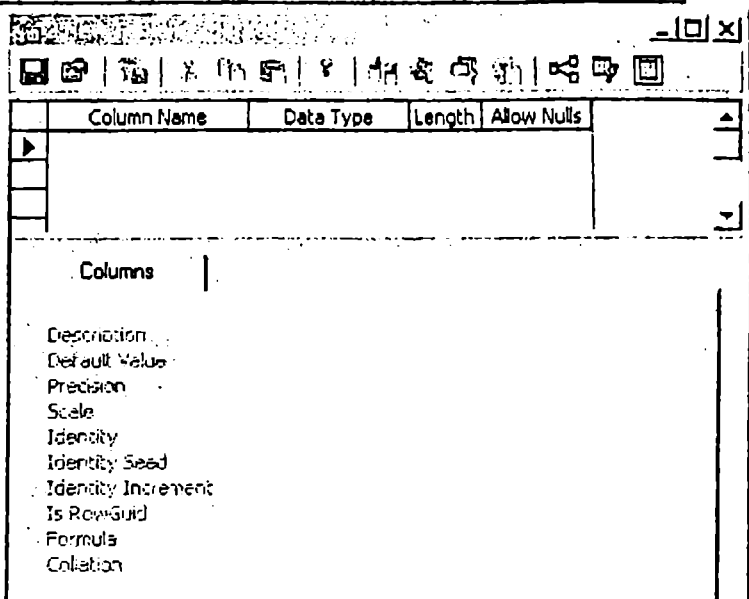 Column Name Data Type Length Allow Nulls
Columns
Description
Default Value
Precision
Scale
Identity
Identity Seed
Identity Increment
Is RowGuid
Formula
Collation